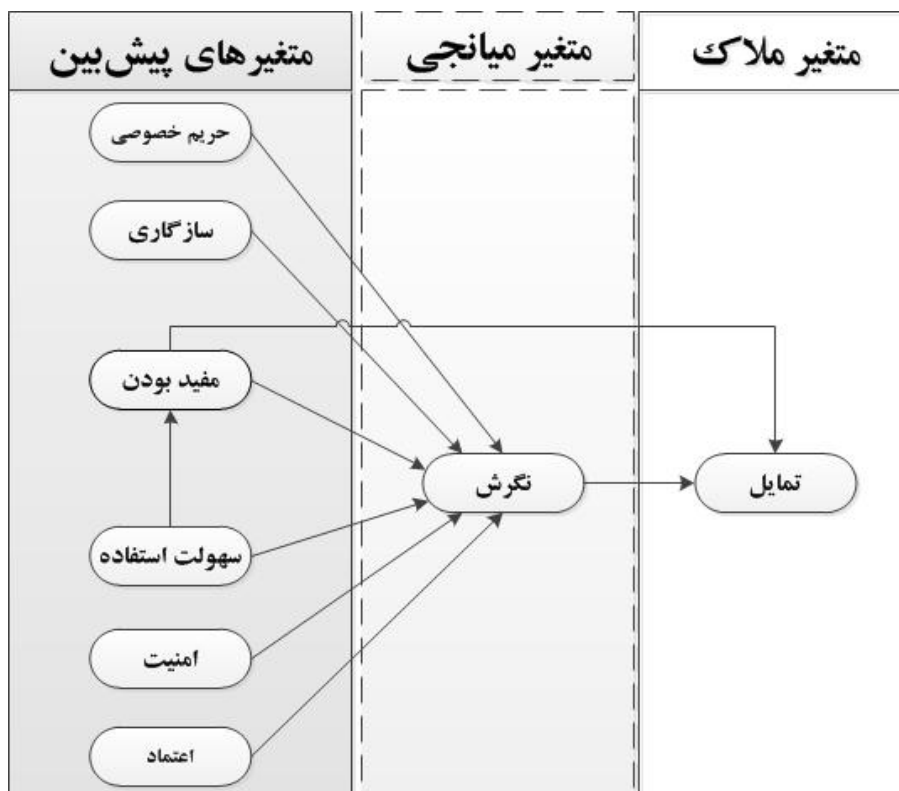 متغیرهای پیش‌بین
متغیر میانجی
متغیر ملاک
حریم خصوصی
سازگاری
مفید بودن
نگرش
تمایل
سهولت استفاده
امنیت
اعتماد